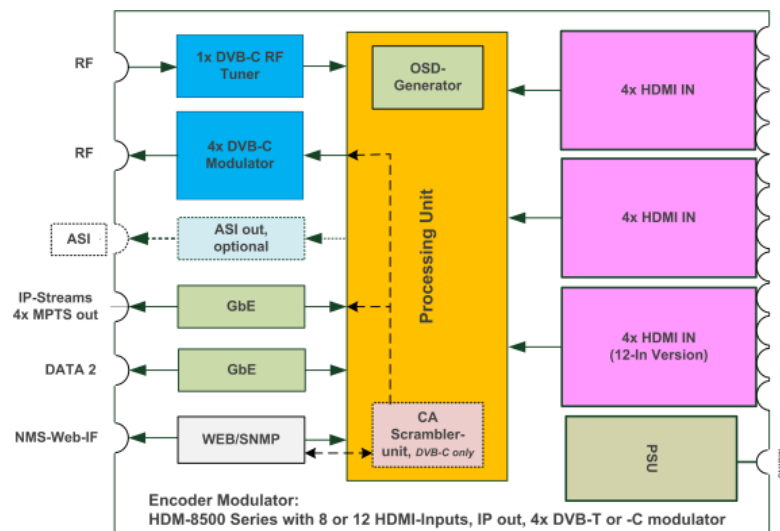 RF
1x DVB-C RF
Tuner
OSD-
Generator
4x HDMI IN
RF
4x DVB-C
Modulator
4x HDMI IN
ASI
ASI out,
optional
Processing Unit
IP-Streams
4x MPTS out
GbE
4x HDMI IN
(12-In Version)
DATA 2
GbE
NMS-Web-IF
WEB/SNMP
CA
Scrambler-
unit, DVB-C only
PSU
Encoder Modulator:
HDM-8500 Series with 8 or 12 HDMI-Inputs, IP out, 4x DVB-T or -C modulator